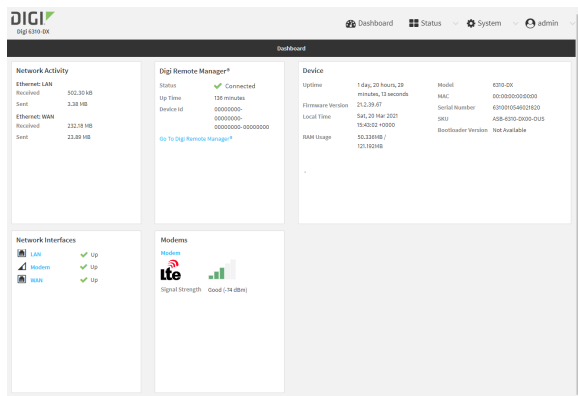 DIGI
Digi 6310-DX
Dashboard
Status
System
admin
Dashboard
Network Activity
Ethernet: LAN
Received 502.30 kB
Sent 3.38 MB
Ethernet: WAN
Received 232.18 MB
Sent 23.89 MB
Digi Remote Manager®
Status Connected
Up Time 136 minutes
Device Id 00000000-
00000000-
00000000-00000000
Go To Digi Remote Manager®
Device
Uptime 1 day, 20 hours, 29
minutes, 13 seconds
Firmware Version 21.2.39.67
Local Time Sat, 20 Mar 2021
15:43:02 +0000
RAM Usage 50.336MB /
121.192MB
Model 6310-DX
MAC 00:00:00:00:00:00
Serial Number 6310010546021820
SKU ASB-6310-DX00-OUS
Bootloader Version Not Available
Network Interfaces
LAN Up
Modem Up
WAN Up
Modems
Modem
Lte
Signal Strength Good (-74 dBm)